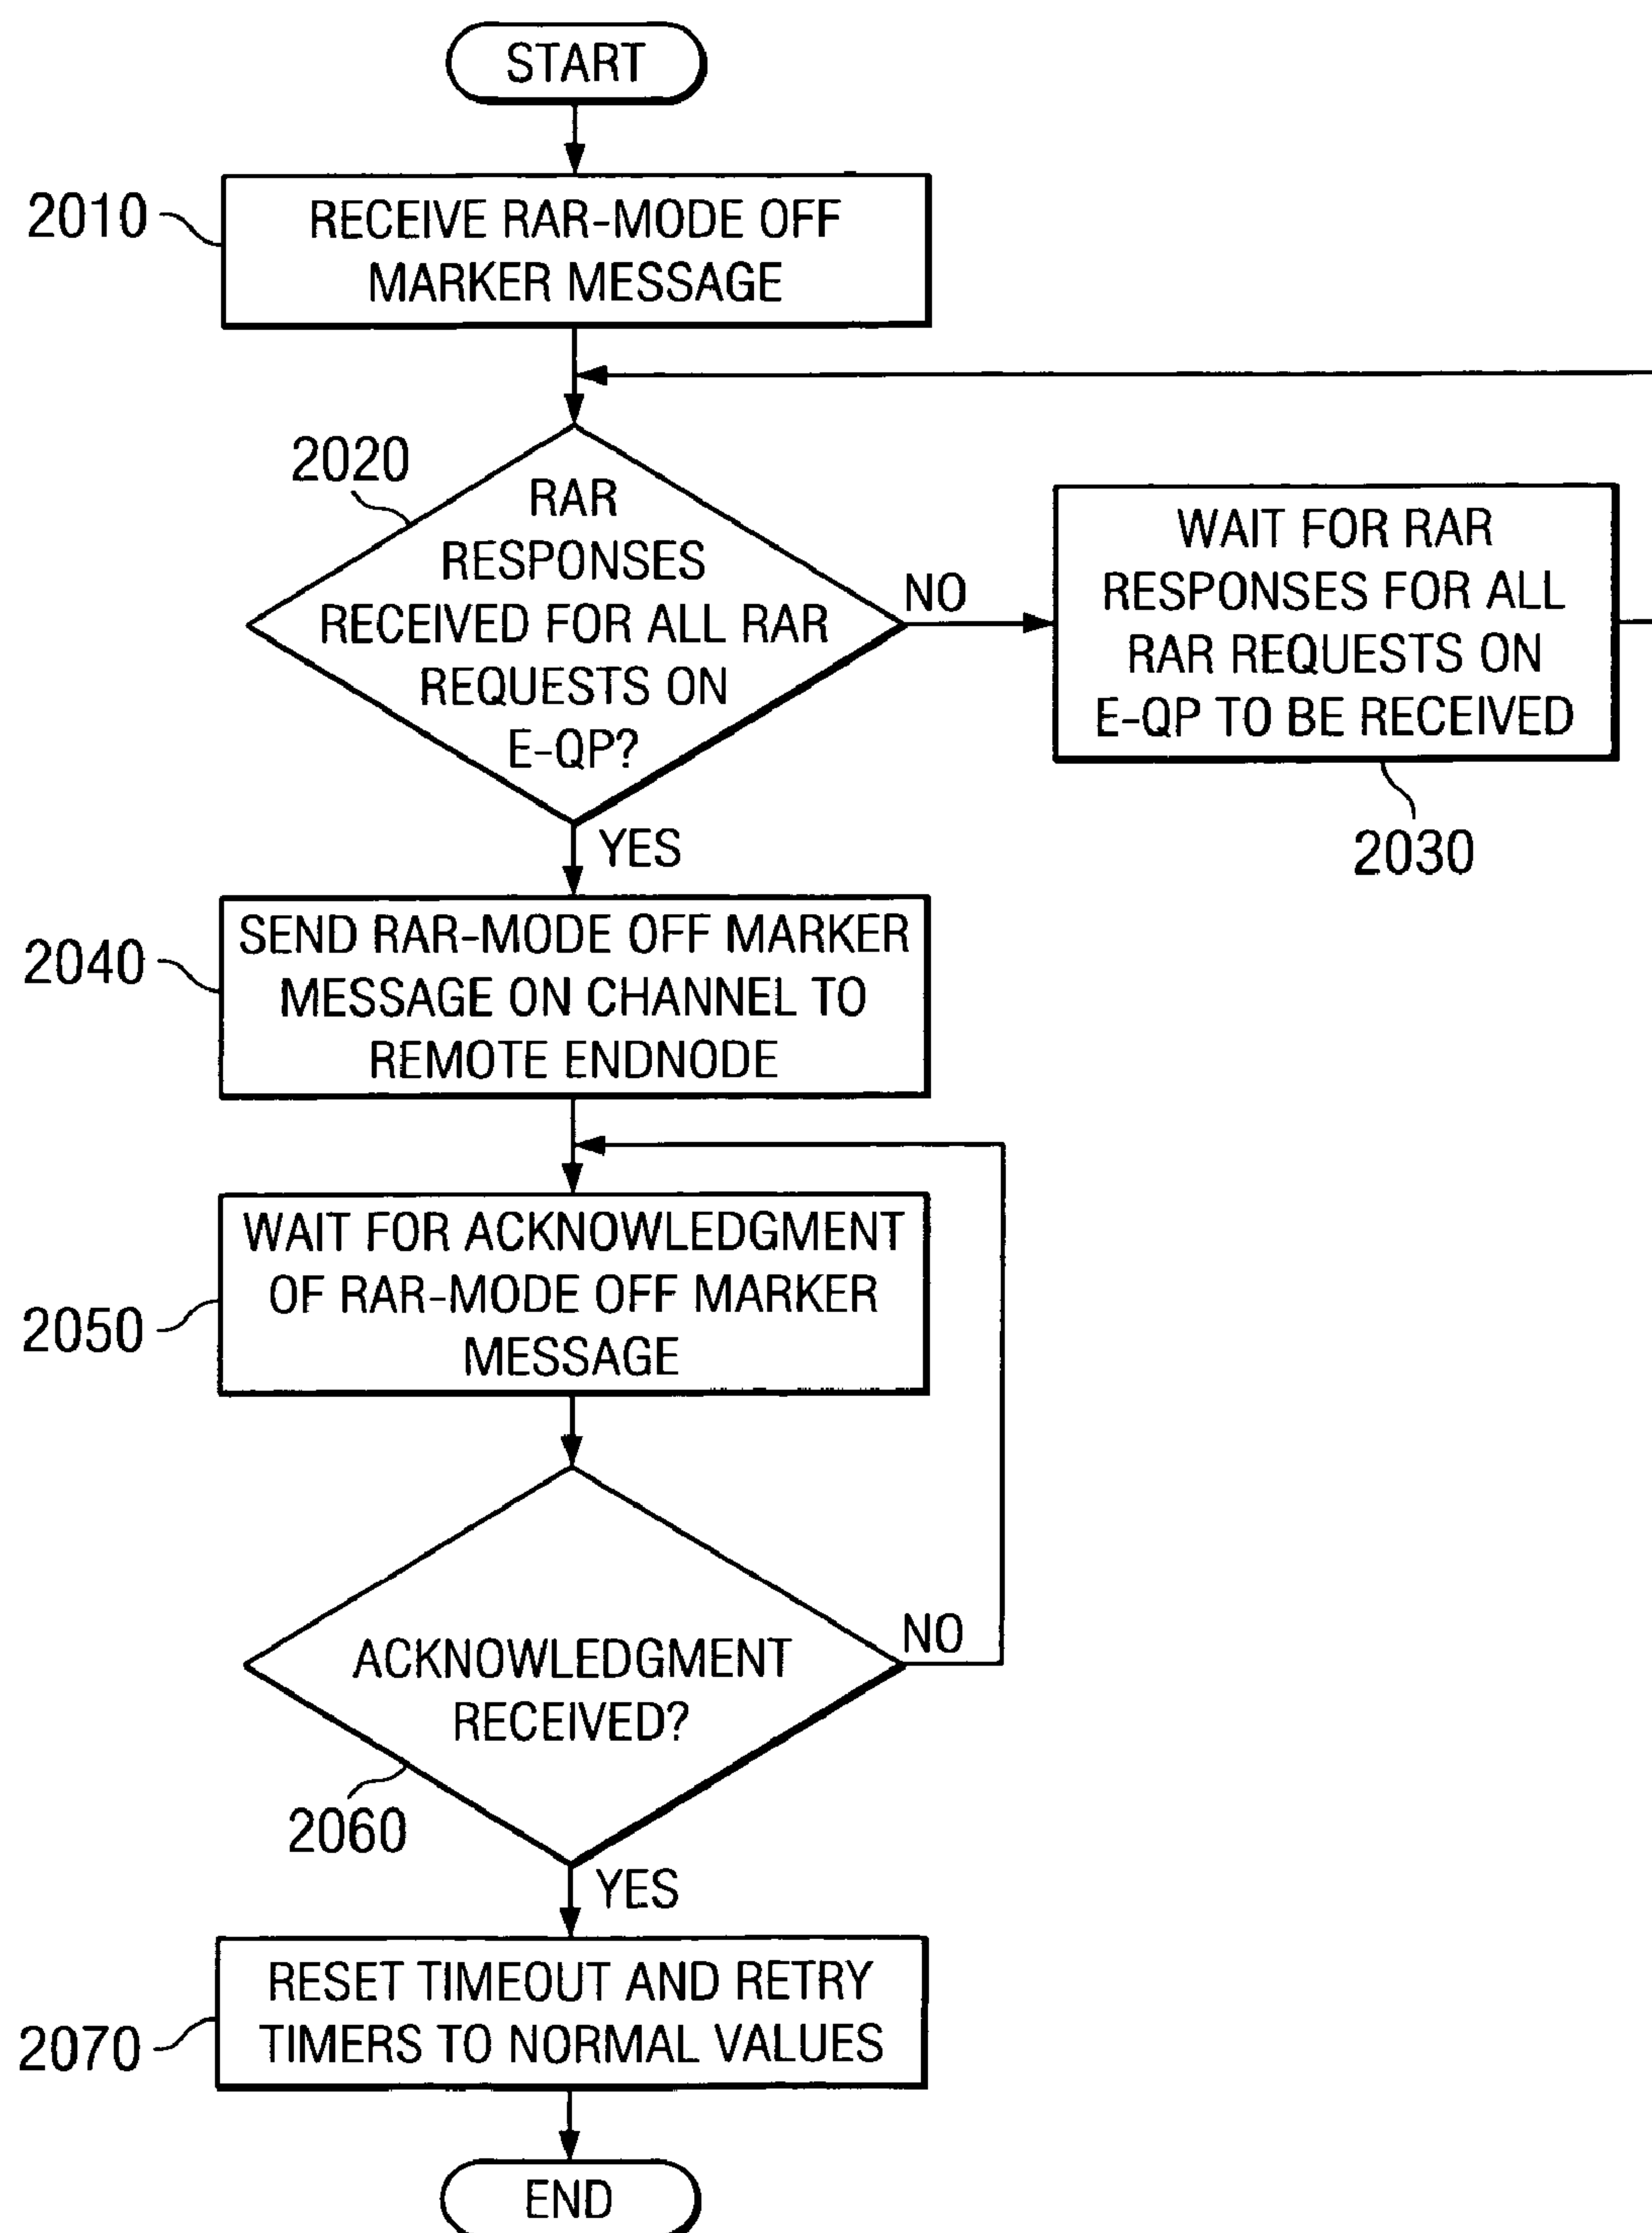 START
2010
RECEIVE RAR-MODE OFF
MARKER MESSAGE
2020
RAR
RESPONSES
RECEIVED FOR ALL RAR
REQUESTS ON
E-QP?
NO
WAIT FOR RAR
RESPONSES FOR ALL
RAR REQUESTS ON
E-QP TO BE RECEIVED
2030
YES
2040
SEND RAR-MODE OFF MARKER
MESSAGE ON CHANNEL TO
REMOTE ENDNODE
2050
WAIT FOR ACKNOWLEDGMENT
OF RAR-MODE OFF MARKER
MESSAGE
ACKNOWLEDGMENT
RECEIVED?
NO
2060
YES
2070
RESET TIMEOUT AND RETRY
TIMERS TO NORMAL VALUES
END